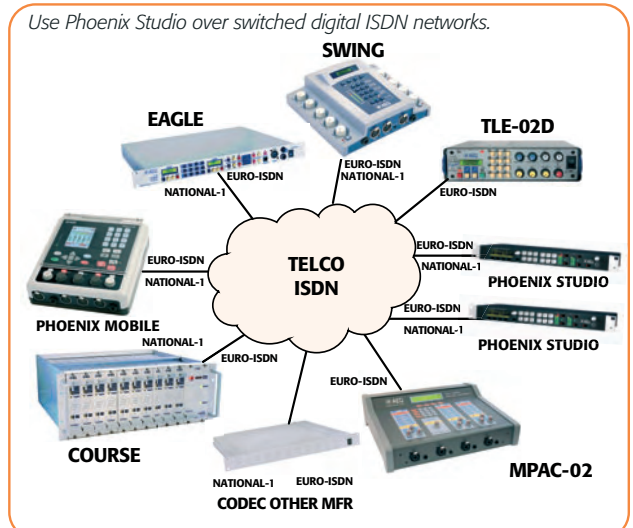 Use Phoenix Studio over switched digital ISDN networks.
SWING
EAGLE
TLE-02D
EURO-ISDN
NATIONAL-1
EURO-ISDN
NATIONAL-1
EURO-ISDN
EURO-ISDN
NATIONAL-1
PHOENIX MOBILE
TELCO
ISDN
EURO-ISDN
NATIONAL-1
PHOENIX STUDIO
EURO-ISDN
NATIONAL-1
PHOENIX STUDIO
NATIONAL-1
EURO-ISDN
COURSE
EURO-ISDN
MPAC-02
NATIONAL-1 EURO-ISDN
CODEC OTHER MFR